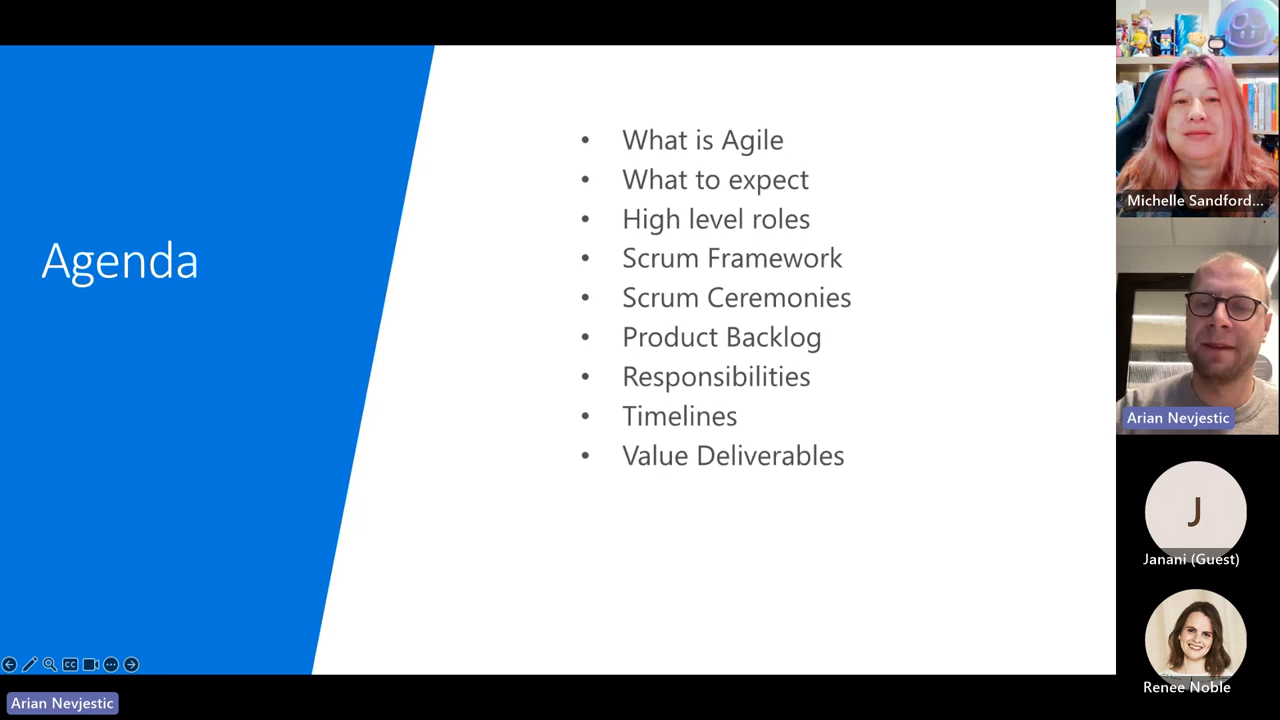 Agenda
• What is Agile
• What to expect
• High level roles
• Scrum Framework
• Scrum Ceremonies
• Product Backlog
• Responsibilities
• Timelines
• Value Deliverables
Michelle Sandford...
Arian Nevjestic
J
Janani (Guest)
Renee Noble
CC
Arian Nevjestic